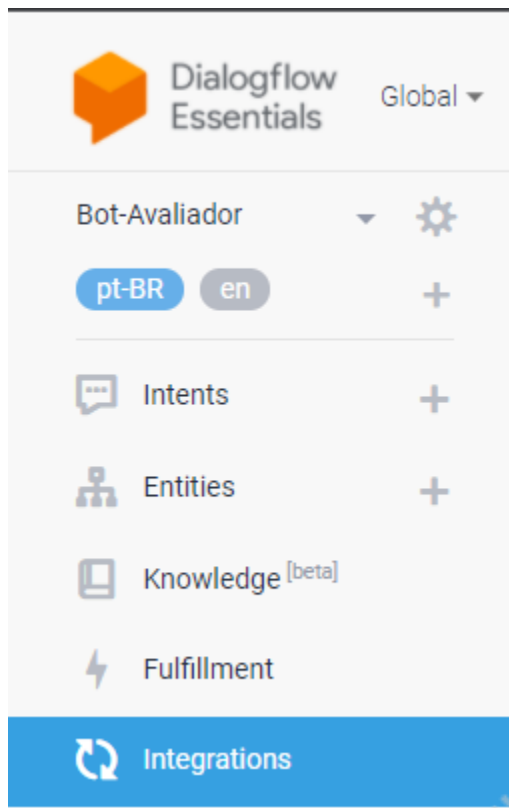 Dialogflow
Essentials
Global
Bot-Avaliador
pt-BR en
Intents
Entities
Knowledge [beta]
Fulfillment
Integrations